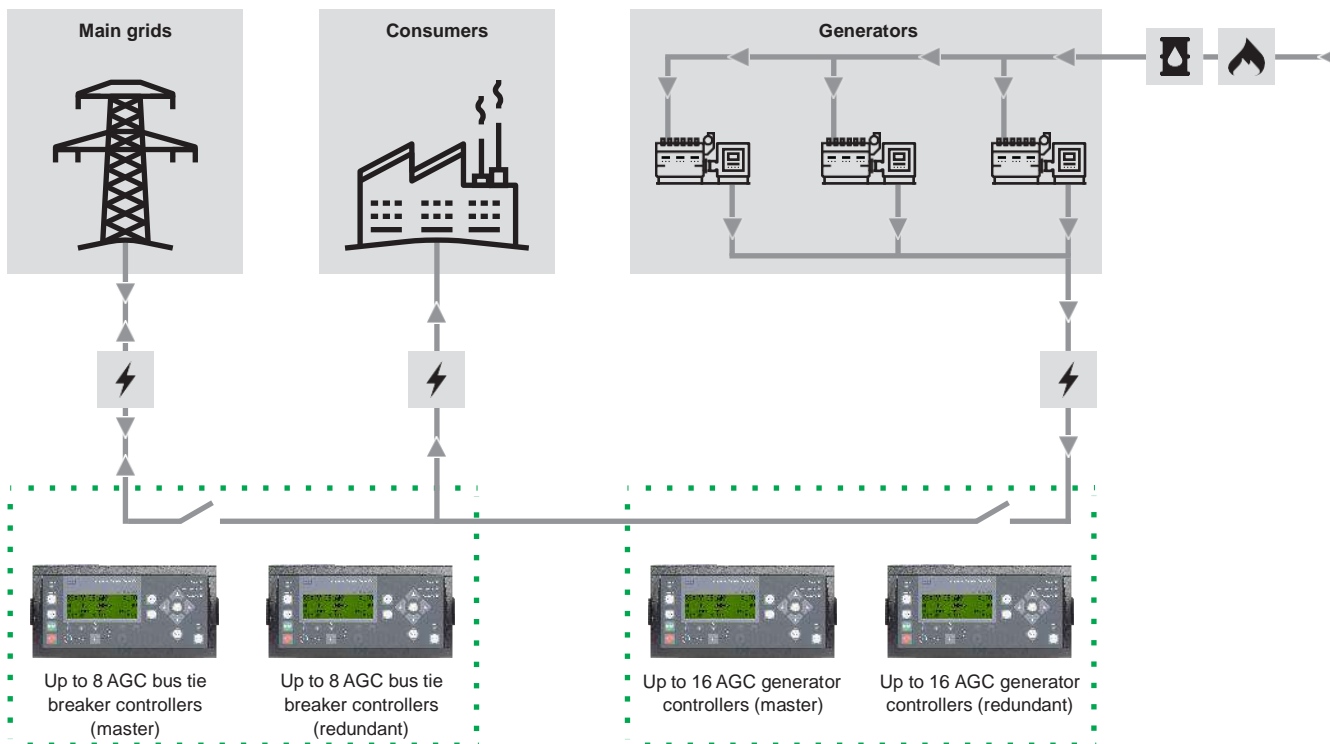 Main grids
Consumers
Generators
Up to 8 AGC bus tie
breaker controllers
(master)
Up to 8 AGC bus tie
breaker controllers
(redundant)
Up to 16 AGC generator
controllers (master)
Up to 16 AGC generator
controllers (redundant)